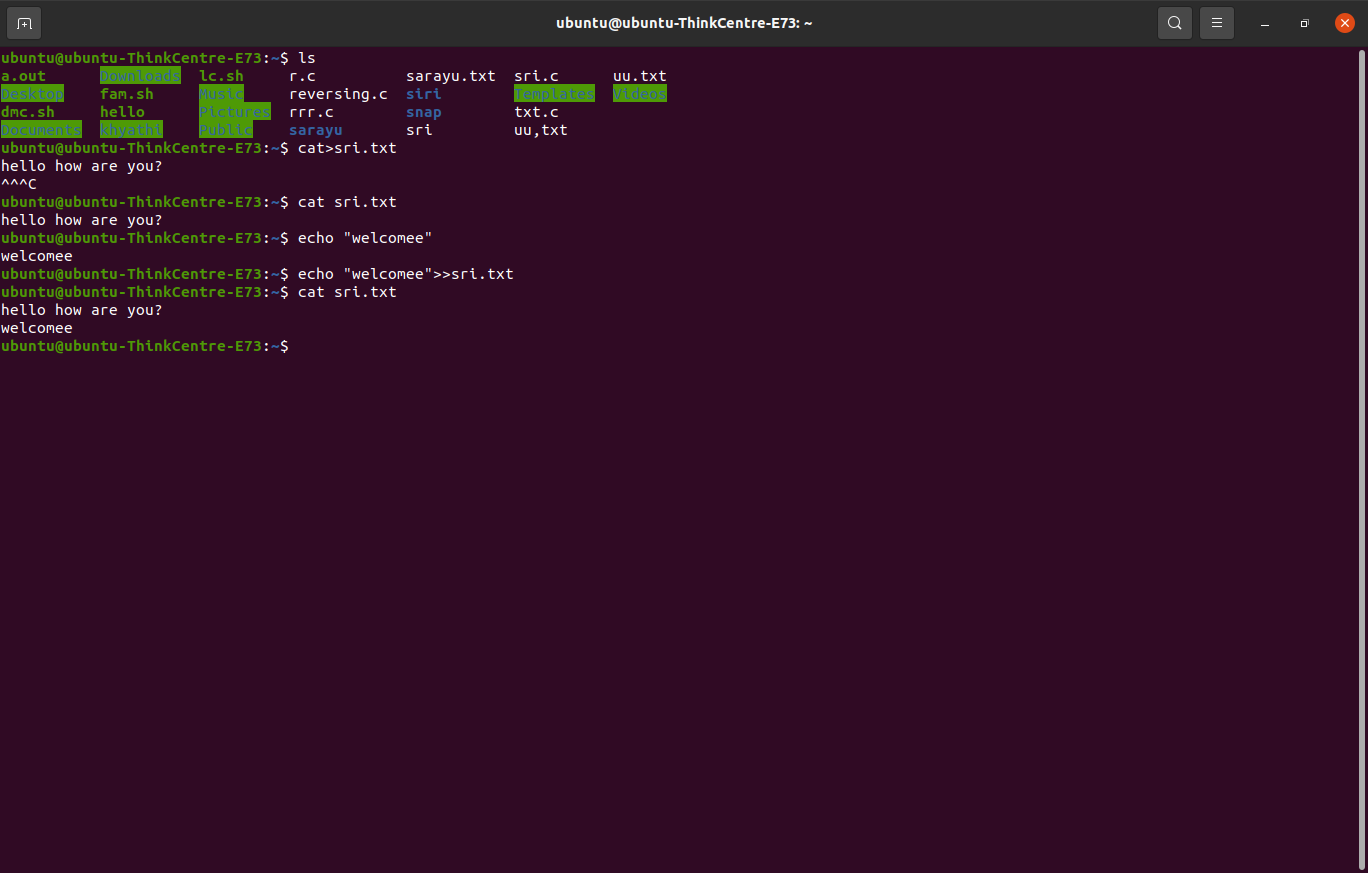 ubuntu@ubuntu-ThinkCentre-E73: ~
ubuntu@ubuntu-ThinkCentre-E73:~$ ls
a.out      Downloads  lc.sh     r.c          sarayu.txt  sri.c      uu.txt
Desktop    fam.sh     Music     reversing.c  siri        Templates  Videos
dmc.sh     hello      Pictures  rrr.c        snap        txt.c
Documents  khyathi    Public    sarayu       sri         uu,txt
ubuntu@ubuntu-ThinkCentre-E73:~$ cat>sri.txt
hello how are you?
^^^C
ubuntu@ubuntu-ThinkCentre-E73:~$ cat sri.txt
hello how are you?
ubuntu@ubuntu-ThinkCentre-E73:~$ echo "welcomee"
welcomee
ubuntu@ubuntu-ThinkCentre-E73:~$ echo "welcomee">>sri.txt
ubuntu@ubuntu-ThinkCentre-E73:~$ cat sri.txt
hello how are you?
welcomee
ubuntu@ubuntu-ThinkCentre-E73:~$